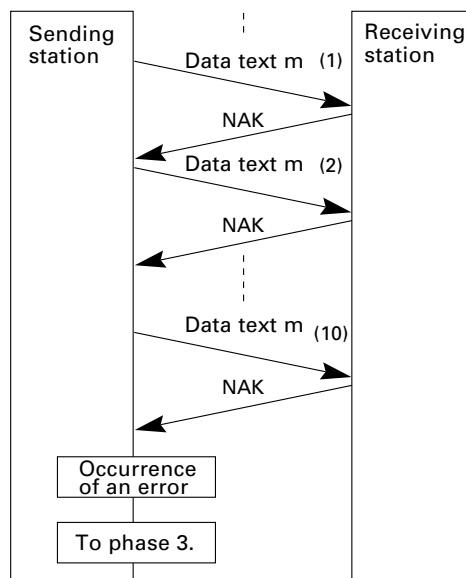 Sending
station
Receiving
station
Data text m (1)
NAK
Data text m (2)
NAK
Data text m (10)
NAK
Occurrence
of an error
To phase 3.